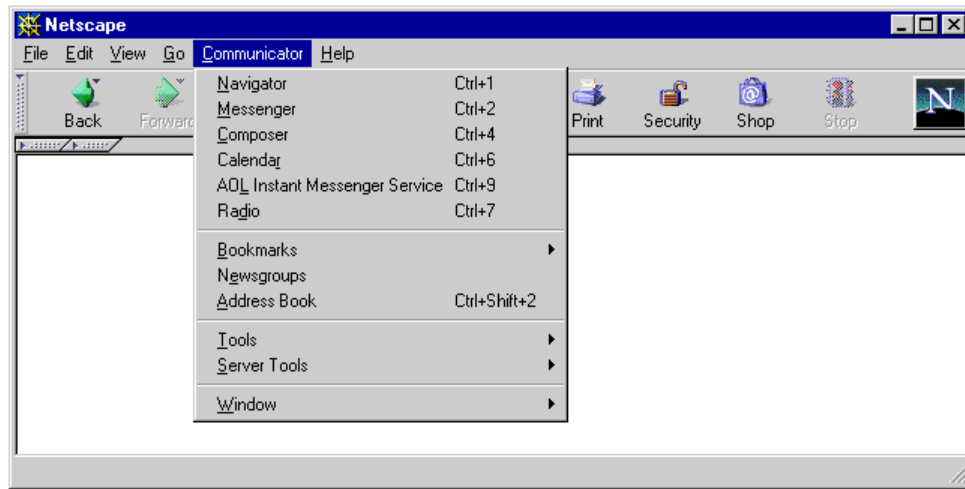 Netscape
File Edit View Go Communicator Help
Navigator Ctrl+1
Messenger Ctrl+2
Composer Ctrl+4
Calendar Ctrl+6
AOL Instant Messenger Service Ctrl+9
Radio Ctrl+7
Bookmarks
Newsgroups
Address Book Ctrl+Shift+2
Tools
Server Tools
Window
Back Forward Print Security Shop Stop
N